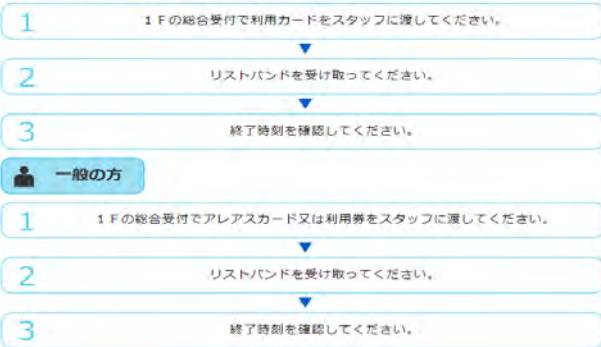 1
1Fの総合受付で利用カードをスタッフに渡してください。
2
リストバンドを受け取ってください。
3
終了時刻を確認してください。
一般の方
1
1Fの総合受付でアレアスカード又は利用券をスタッフに渡してください。
2
リストバンドを受け取ってください。
3
終了時刻を確認してください。